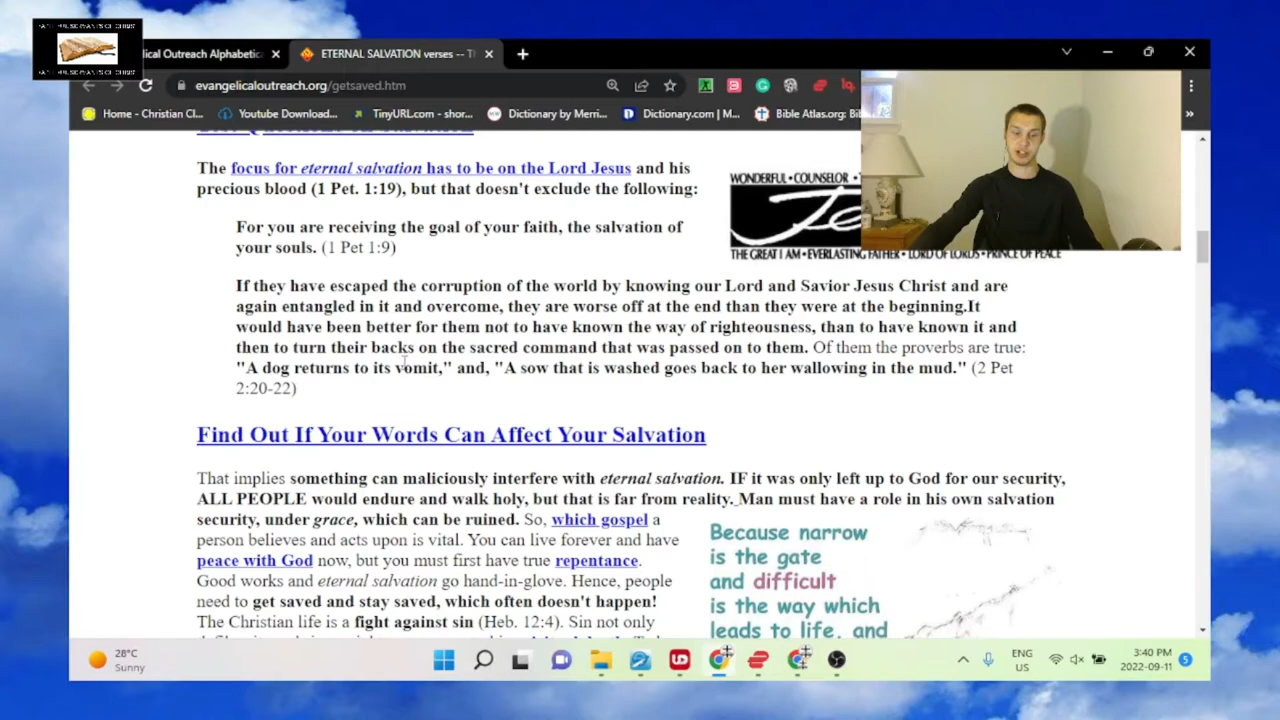 ETERNAL SALVATION verses -- T
ical Outreach Alphabetica
evangelicaloutreach.org/getsaved.htm
Home - Christian Cl...
Youtube Download...
TinyURL.com - shor...
Dictionary by Merri...
Dictionary.com | M...
Bible Atlas.org: Bi
The focus for eternal salvation has to be on the Lord Jesus and his
precious blood (1 Pet. 1:19), but that doesn't exclude the following:
WONDERFUL • COUNSELOR •
THE GREAT I AM • EVERLASTING FATHER • LORD OF LORDS • PRINCE OF PEACE
For you are receiving the goal of your faith, the salvation of
your souls. (1 Pet 1:9)
If they have escaped the corruption of the world by knowing our Lord and Savior Jesus Christ and are
again entangled in it and overcome, they are worse off at the end than they were at the beginning.It
would have been better for them not to have known the way of righteousness, than to have known it and
then to turn their backs on the sacred command that was passed on to them. Of them the proverbs are true:
"A dog returns to its vomit," and, "A sow that is washed goes back to her wallowing in the mud." (2 Pet
2:20-22)
Find Out If Your Words Can Affect Your Salvation
That implies something can maliciously interfere with eternal salvation. IF it was only left up to God for our security,
ALL PEOPLE would endure and walk holy, but that is far from reality. Man must have a role in his own salvation
security, under grace, which can be ruined. So, which gospel a
person believes and acts upon is vital. You can live forever and have
peace with God now, but you must first have true repentance.
Good works and eternal salvation go hand-in-glove. Hence, people
need to get saved and stay saved, which often doesn't happen!
The Christian life is a fight against sin (Heb. 12:4). Sin not only
Because narrow
is the gate
and difficult
is the way which
leads to life, and
28°C
Sunny
ENG
US
3:40 PM
2022-09-11
5